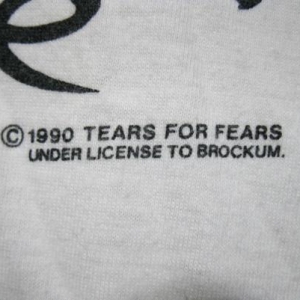 © 1990 TEARS FOR FEARS
UNDER LICENSE TO BROCKUM.